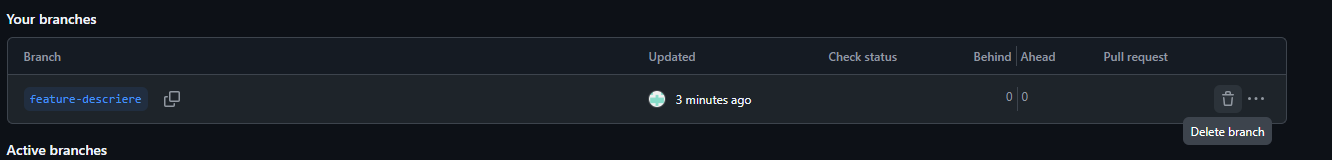 Your branches
Branch Updated Check status Behind Ahead Pull request
feature-descriere 3 minutes ago 0 0
Delete branch
Active branches